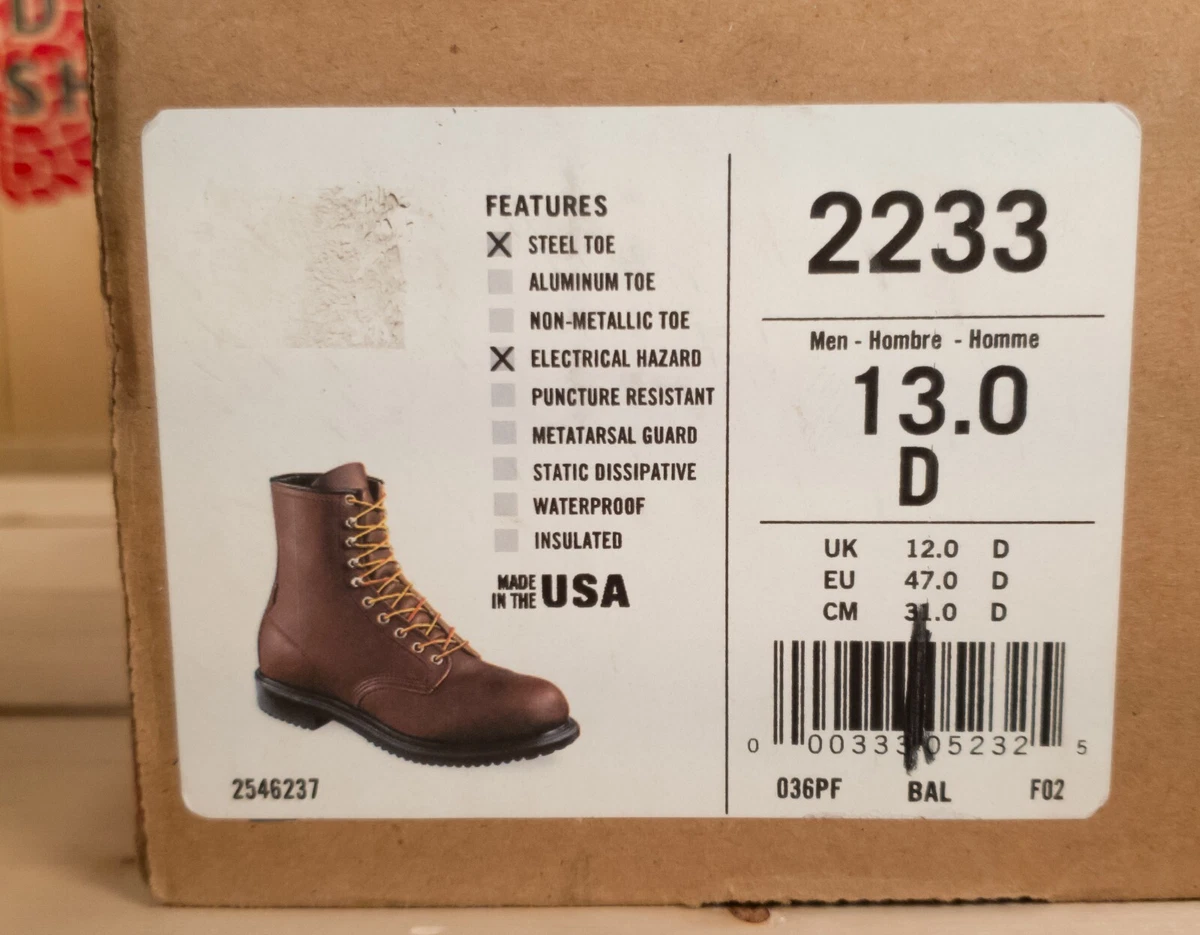 D
SH
FEATURES
X STEEL TOE
ALUMINUM TOE
NON-METALLIC TOE
X ELECTRICAL HAZARD
PUNCTURE RESISTANT
METATARSAL GUARD
STATIC DISSIPATIVE
WATERPROOF
INSULATED
MADE
IN THE USA
2546237
2233
Men - Hombre - Homme
13.0
D
UK 12.0 D
EU 47.0 D
CM 31.0 D
0 00333 05232 5
036PF BAL F02